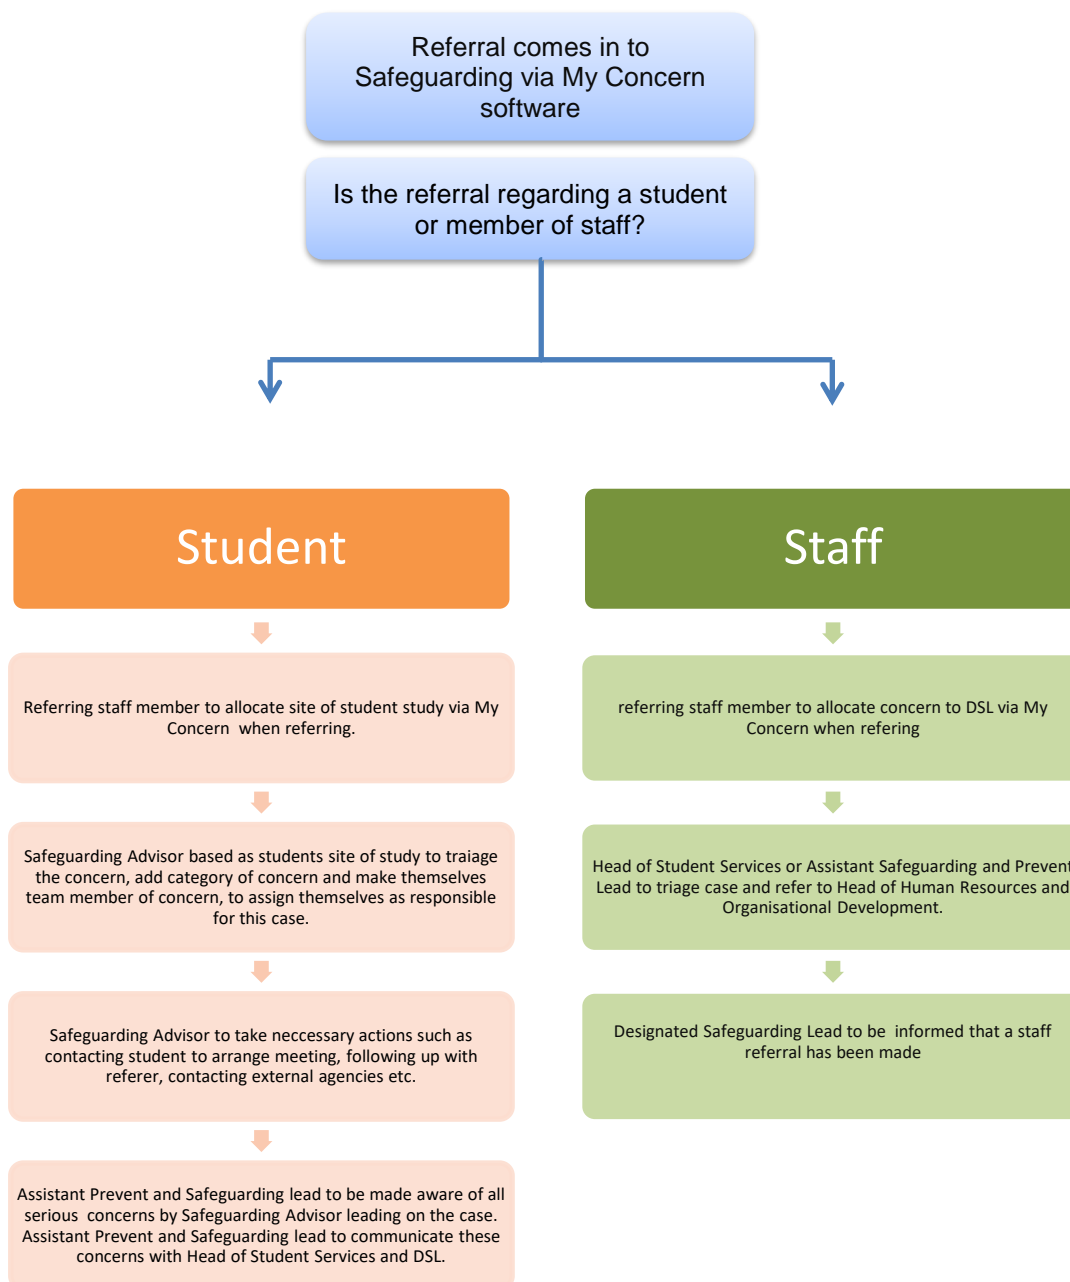 Referral comes in to
Safeguarding via My Concern
software
Is the referral regarding a student
or member of staff?
Student
Referring staff member to allocate site of student study via My
Concern  when referring.
Safeguarding Advisor based as students site of study to traiage
the concern, add category of concern and make themselves
team member of concern, to assign themselves as responsible
for this case.
Safeguarding Advisor to take neccessary actions such as
contacting student to arrange meeting, following up with
referer, contacting external agencies etc.
Assistant Prevent and Safeguarding lead to be made aware of all
serious  concerns by Safeguarding Advisor leading on the case.
Assistant Prevent and Safeguarding lead to communicate these
concerns with Head of Student Services and DSL.
Staff
referring staff member to allocate concern to DSL via My
Concern when refering
Head of Student Services or Assistant Safeguarding and Prevent
Lead to triage case and refer to Head of Human Resources and
Organisational Development.
Designated Safeguarding Lead to be  informed that a staff
referral has been made